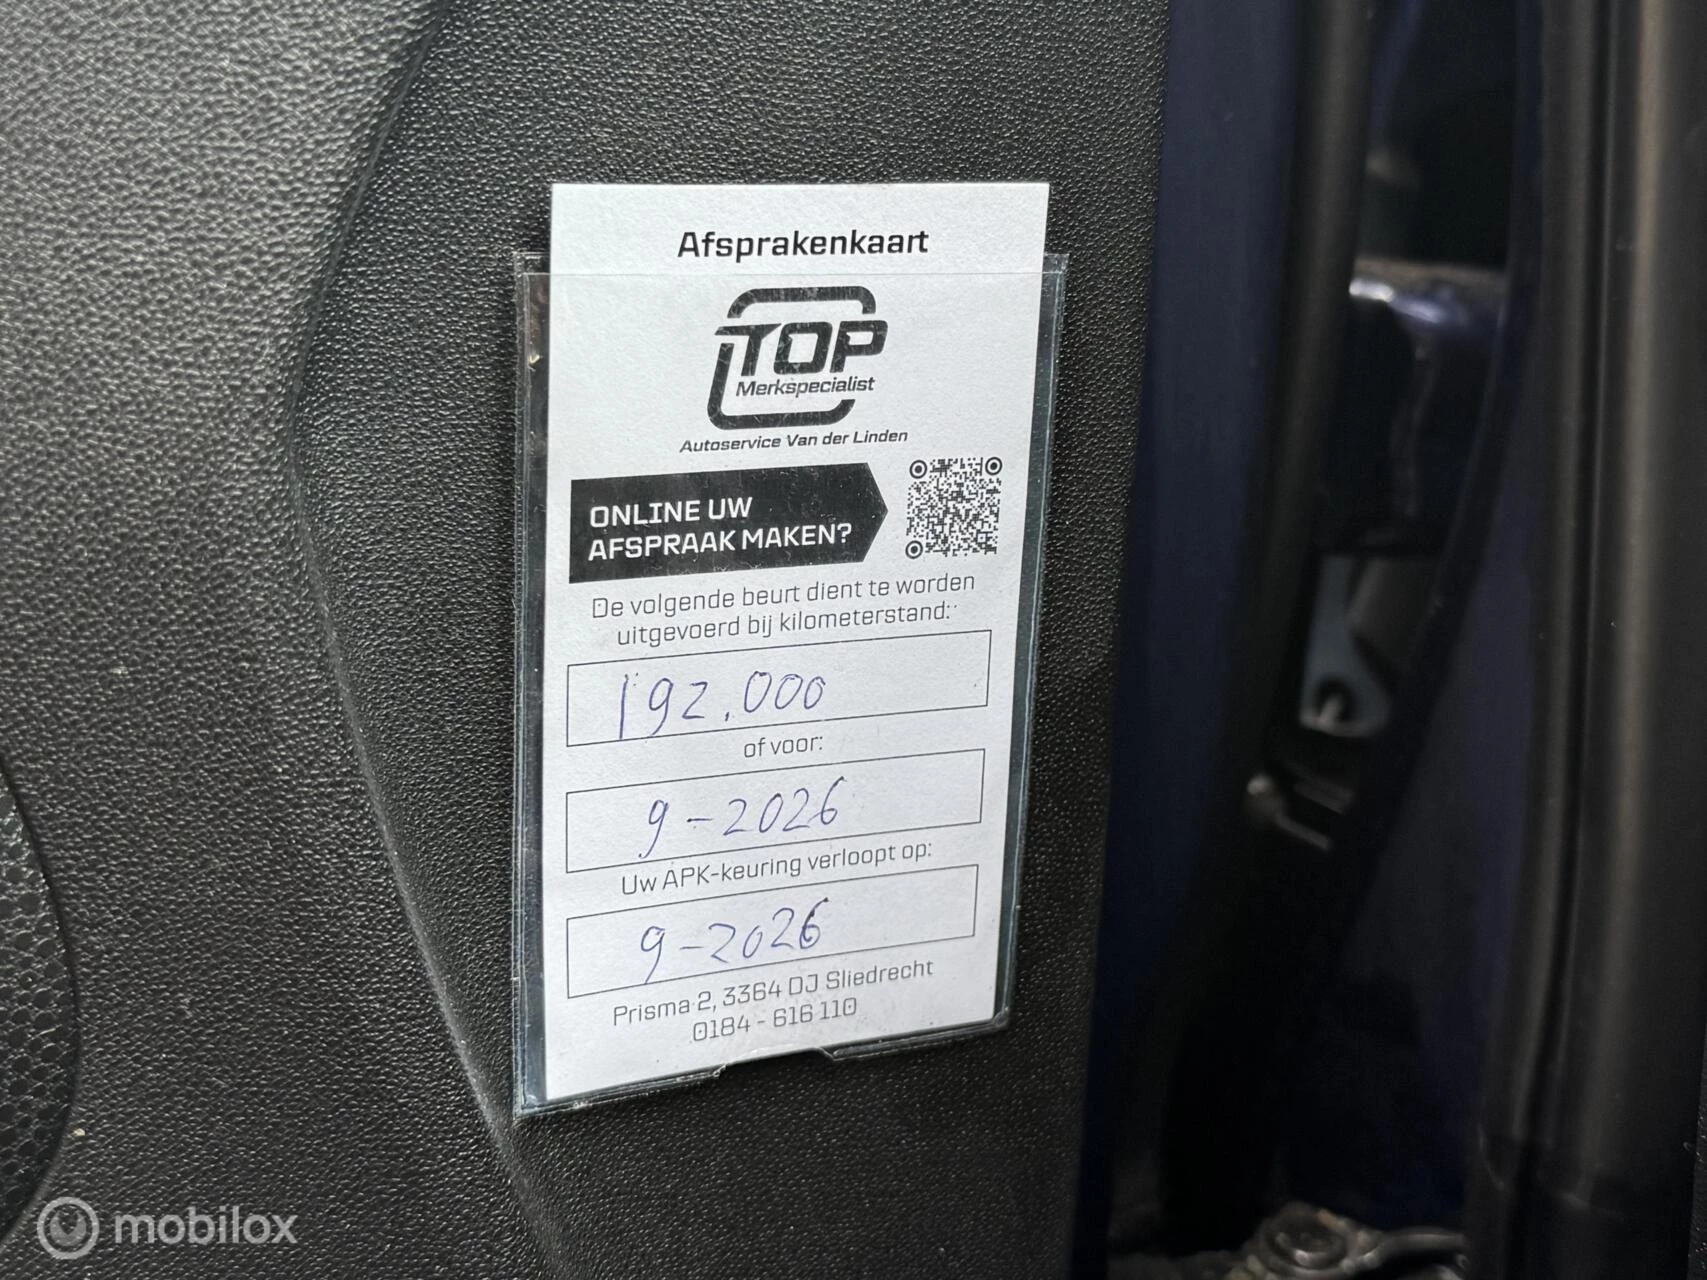 Afsprakenkaart
TOP
Merkspecialist
Autoservice Van der Linden
ONLINE UW
AFSPRAAK MAKEN?
De volgende beurt dient te worden
uitgevoerd bij kilometerstand:
192.000
of voor:
9-2026
Uw APK-keuring verloopt op:
9-2026
Prisma 2, 3364 DJ Sliedrecht
0184 - 616 110
mobilox